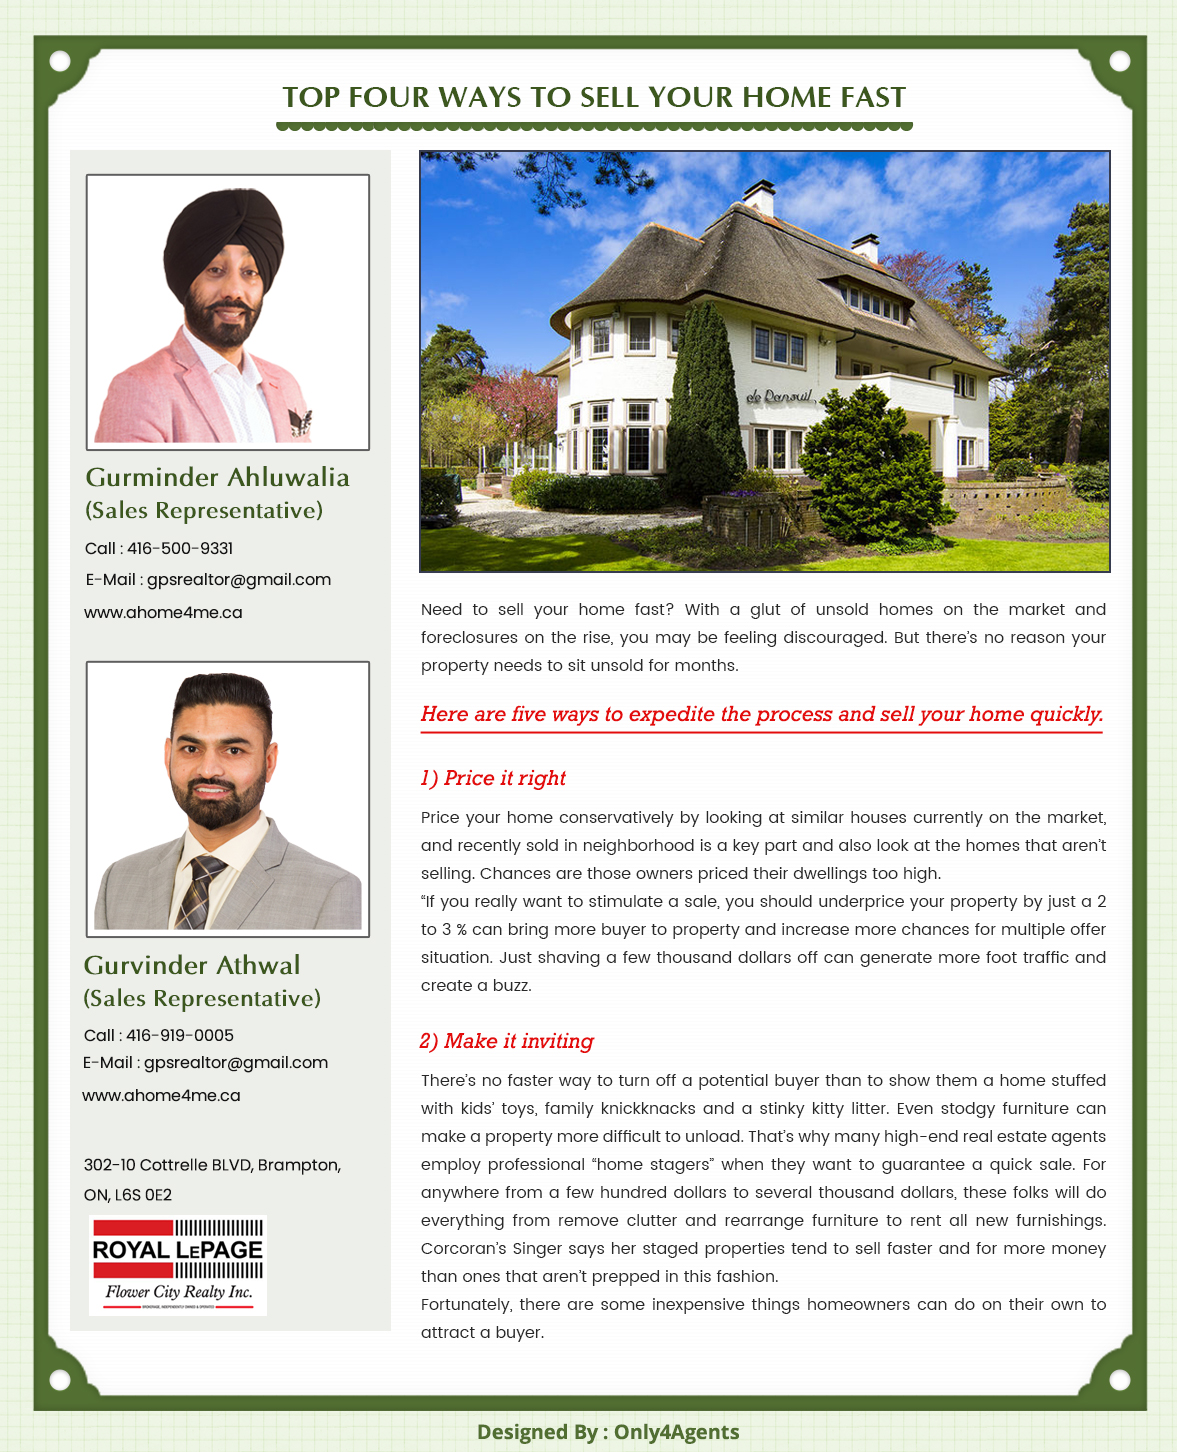 TOP FOUR WAYS TO SELL YOUR HOME FAST
Gurminder Ahluwalia
(Sales Representative)
Call : 416-500-9331
E-Mail : gpsrealtor@gmail.com
www.ahome4me.ca
Gurvinder Athwal
(Sales Representative)
Call : 416-919-0005
E-Mail : gpsrealtor@gmail.com
www.ahome4me.ca
302-10 Cottrelle BLVD, Brampton,
ON, L6S 0E2
ROYAL LEPAGE
Flower City Realty Inc.
BROKERAGE, INDEPENDENTLY OWNED & OPERATED
Need to sell your home fast? With a glut of unsold homes on the market and
foreclosures on the rise, you may be feeling discouraged. But there’s no reason your
property needs to sit unsold for months.
Here are five ways to expedite the process and sell your home quickly.
1) Price it right
Price your home conservatively by looking at similar houses currently on the market,
and recently sold in neighborhood is a key part and also look at the homes that aren’t
selling. Chances are those owners priced their dwellings too high.
“If you really want to stimulate a sale, you should underprice your property by just a 2
to 3 % can bring more buyer to property and increase more chances for multiple offer
situation. Just shaving a few thousand dollars off can generate more foot traffic and
create a buzz.
2) Make it inviting
There’s no faster way to turn off a potential buyer than to show them a home stuffed
with kids’ toys, family knickknacks and a stinky kitty litter. Even stodgy furniture can
make a property more difficult to unload. That’s why many high-end real estate agents
employ professional “home stagers” when they want to guarantee a quick sale. For
anywhere from a few hundred dollars to several thousand dollars, these folks will do
everything from remove clutter and rearrange furniture to rent all new furnishings.
Corcoran’s Singer says her staged properties tend to sell faster and for more money
than ones that aren’t prepped in this fashion.
Fortunately, there are some inexpensive things homeowners can do on their own to
attract a buyer.
Designed By : Only4Agents